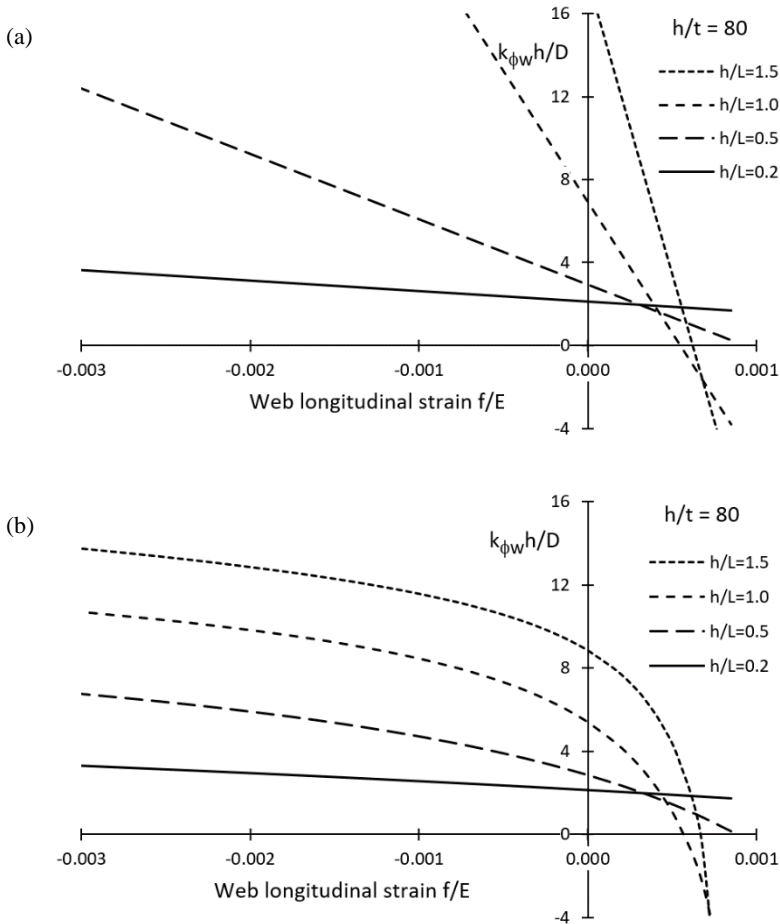 (a)
16
h/t = 80
kϕwh/D
h/L=1.5
12
h/L=1.0
h/L=0.5
8
h/L=0.2
4
0
-0.003
-0.002
-0.001
0.000
0.001
Web longitudinal strain f/E
-4
(b)
16
h/t = 80
kϕwh/D
h/L=1.5
12
h/L=1.0
h/L=0.5
8
h/L=0.2
4
0
-0.003
-0.002
-0.001
0.000
0.001
Web longitudinal strain f/E
-4